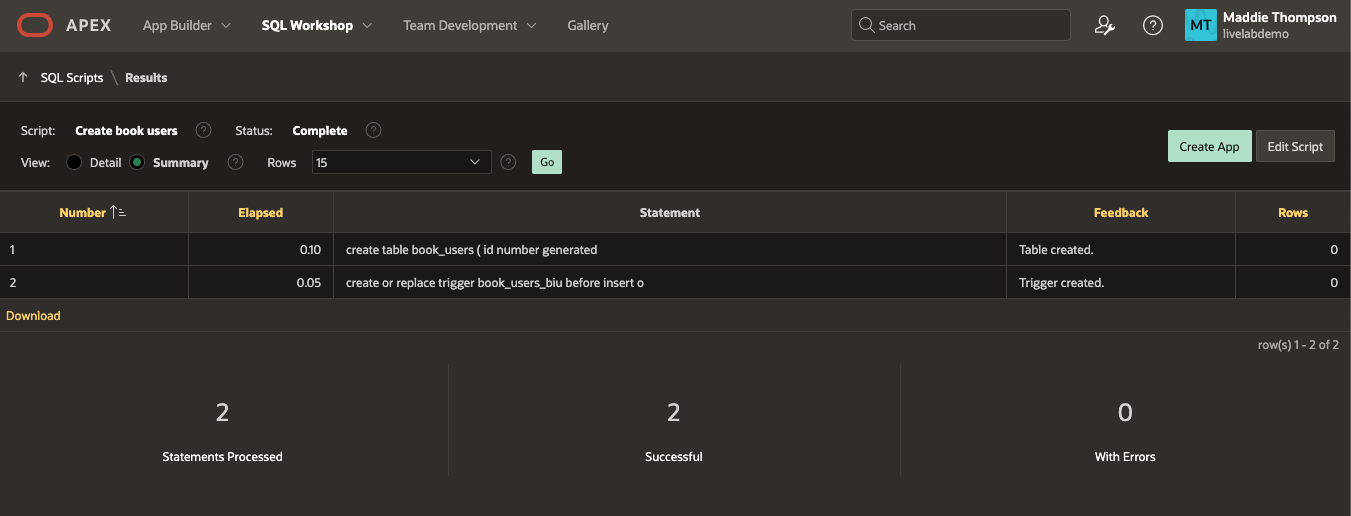 APEX App Builder SQL Workshop Team Development Gallery Search ? MT Maddie Thompson
livelabdemo
↑ SQL Scripts \ Results
Script: Create book users ? Status: Complete ?
View: Detail Summary ? Rows 15 ? Go Create App Edit Script
Number Elapsed Statement Feedback Rows
1 0.10 create table book_users ( id number generated Table created. 0
2 0.05 create or replace trigger book_users_biu before insert o Trigger created. 0
Download
row(s) 1 - 2 of 2
2 2 0
Statements Processed Successful With Errors